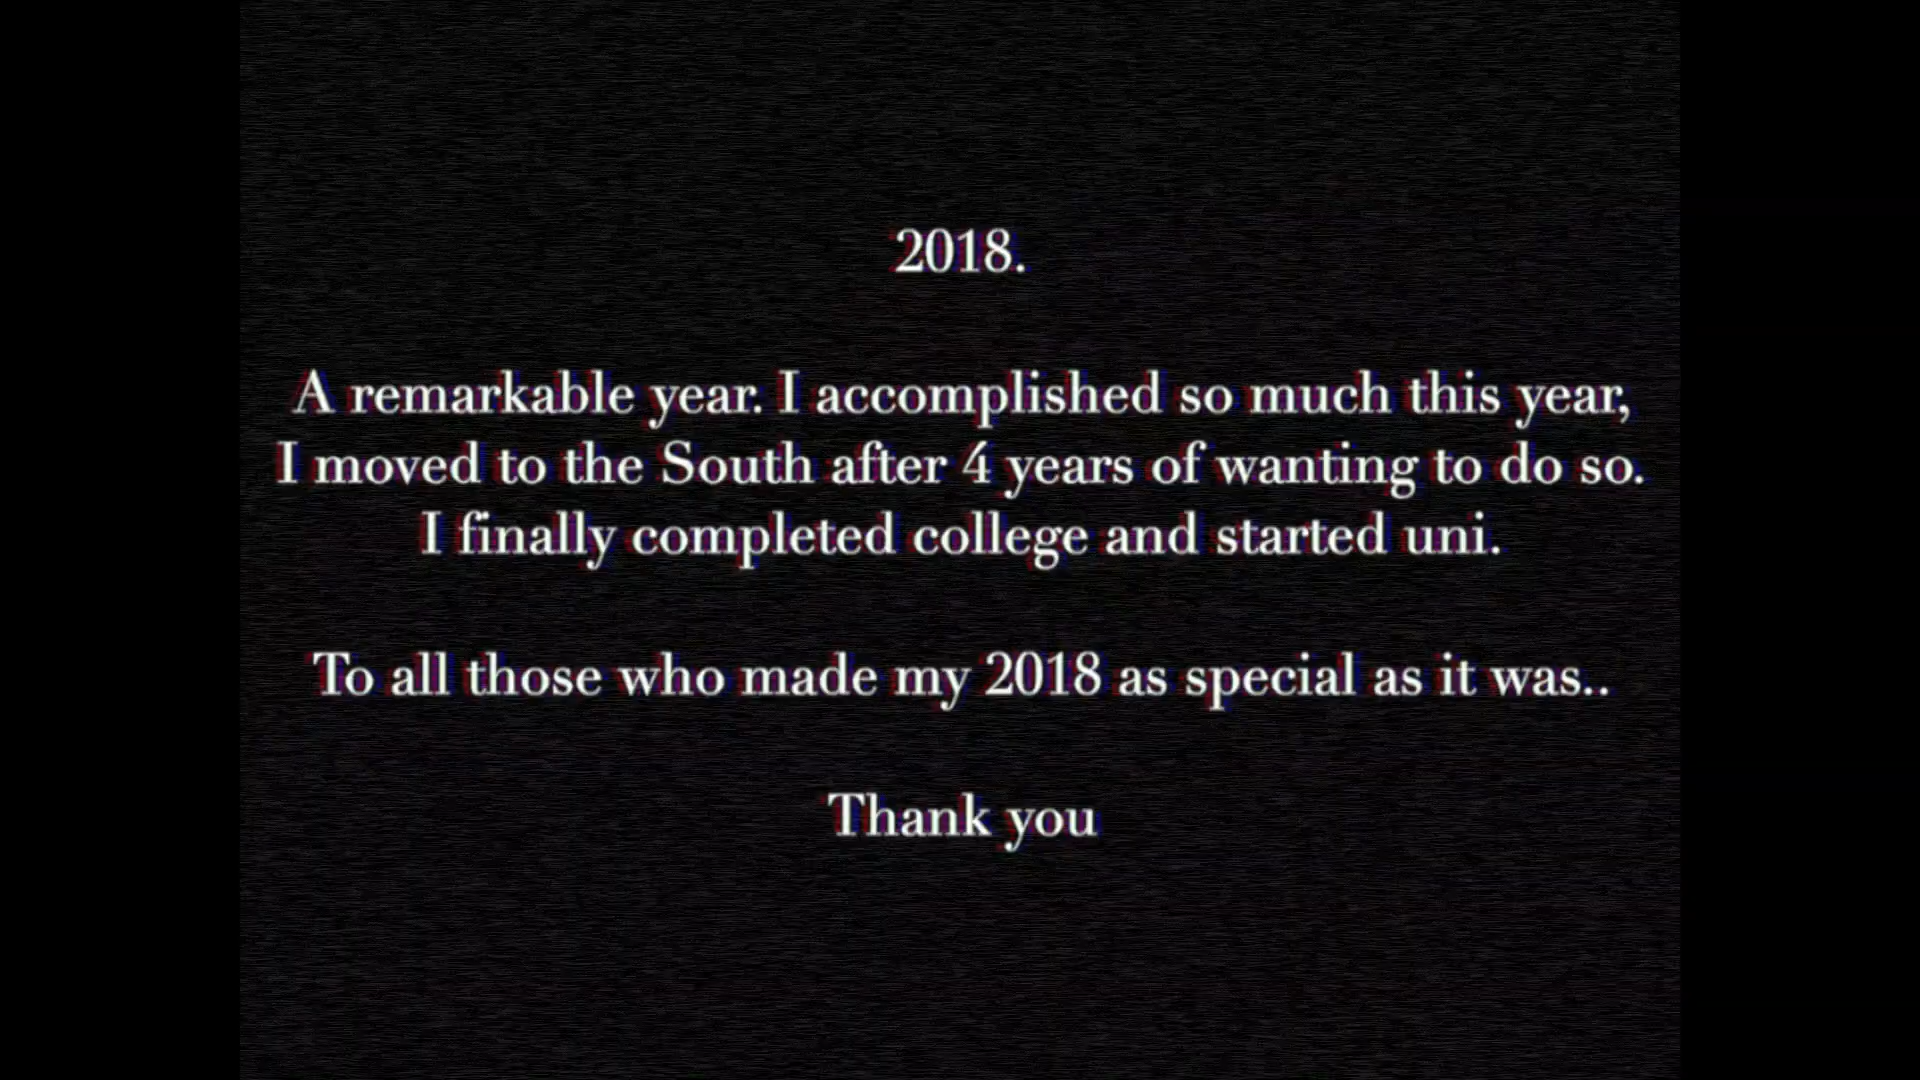 2018.
A remarkable year. I accomplished so much this year,
I moved to the South after 4 years of wanting to do so.
I finally completed college and started uni.
To all those who made my 2018 as special as it was..
Thank you